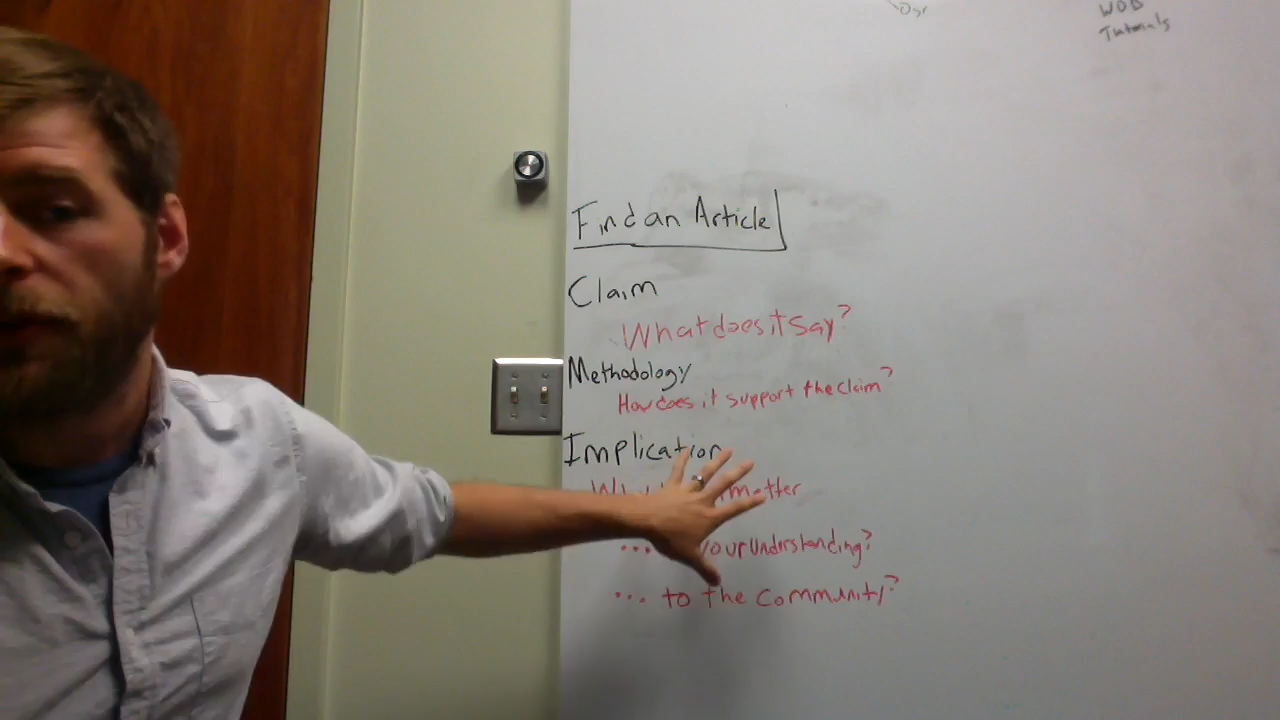 WOB
Tutorials
Find an Article
Claim
What does it say?
Methodology
How does it support the claim?
Implication
matter
... your Understanding?
... to the community?